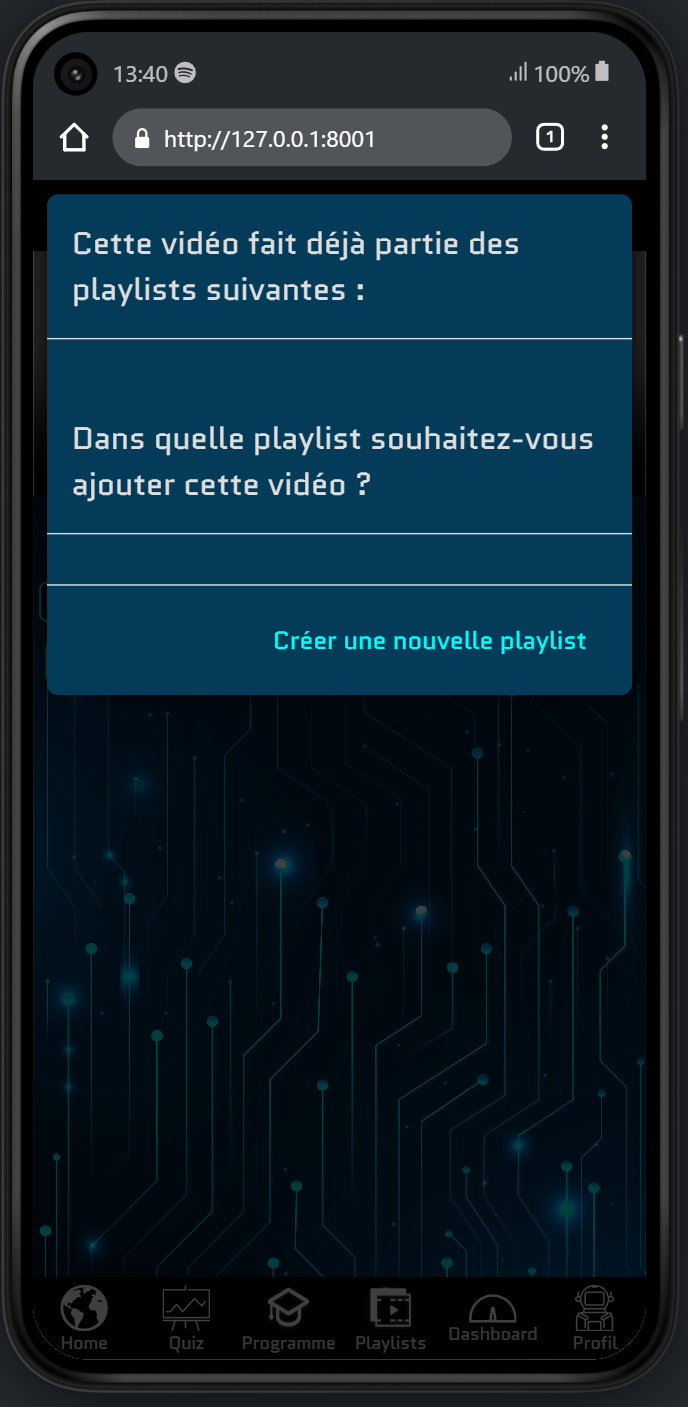 13:40
100%
http://127.0.0.1:8001
1
Cette vidéo fait déjà partie des
playlists suivantes :
Dans quelle playlist souhaitez-vous
ajouter cette vidéo ?
Créer une nouvelle playlist
Home Quiz Programme Playlists Dashboard Profil